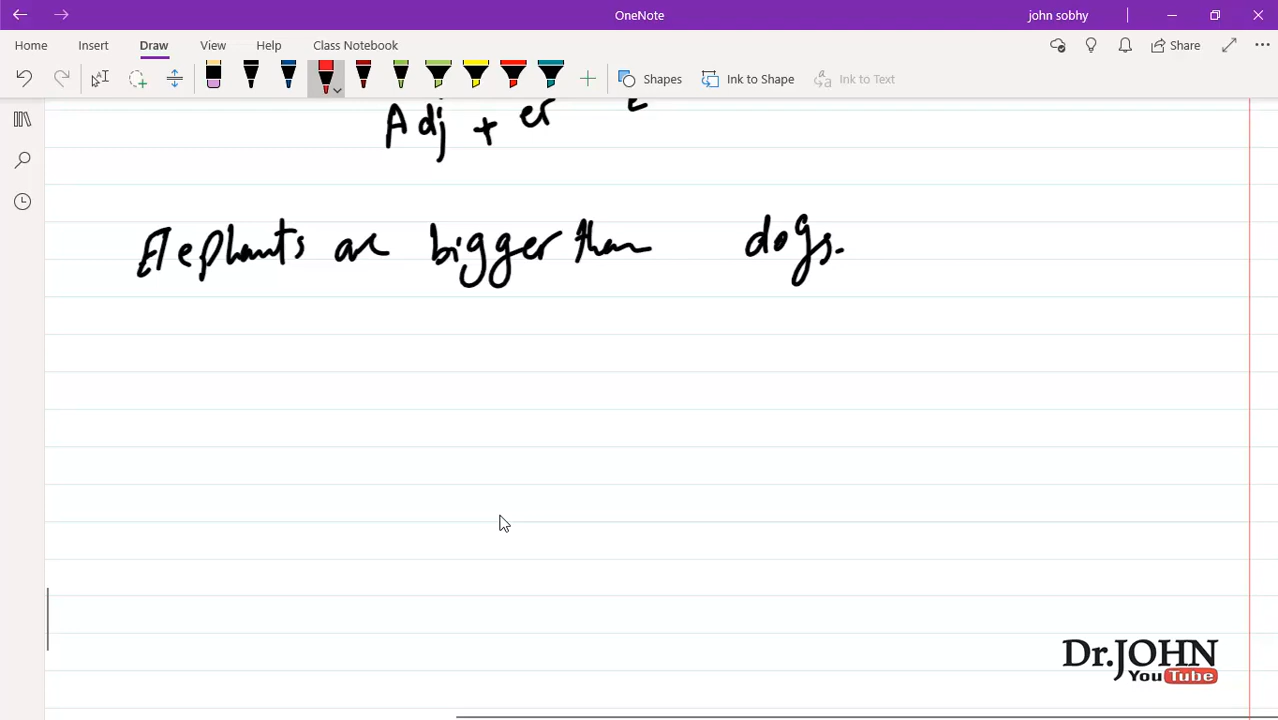 OneNote
john sobhy
Home Insert Draw View Help Class Notebook
Share
Shapes Ink to Shape Ink to Text
Adj + er
Elephants are bigger than dogs.
Dr.JOHN
YouTube